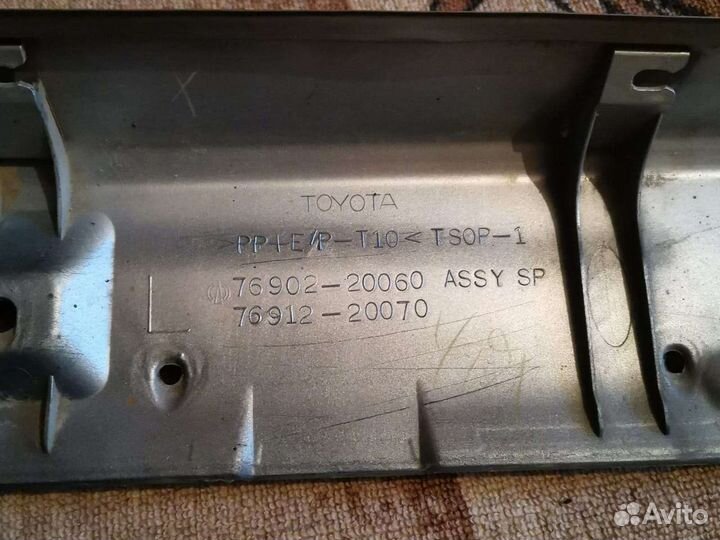 TOYOTA
>PP+E/P-T10< TSOP-1
76902-20060 ASSY SP
76912-20070
L
Avito